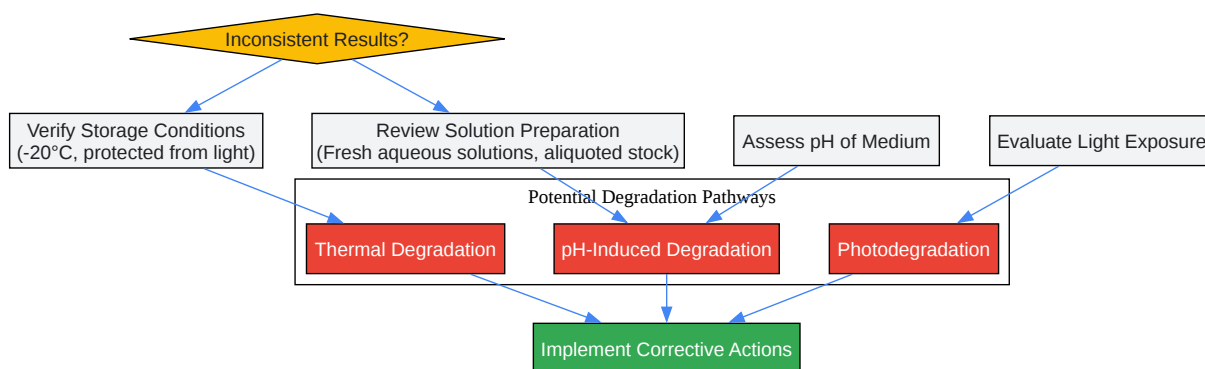 Inconsistent Results?
Verify Storage Conditions
(-20°C, protected from light)
Review Solution Preparation
(Fresh aqueous solutions, aliquoted stock)
Assess pH of Medium
Evaluate Light Exposure
Potential Degradation Pathways
Thermal Degradation
pH-Induced Degradation
Photodegradation
Implement Corrective Actions